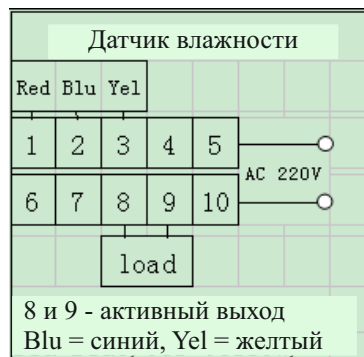 Датчик влажности
Red Blu Yel
1 2 3 4 5
AC 220V
6 7 8 9 10
load
8 и 9 - активный выход
Blu = синий, Yel = желтый